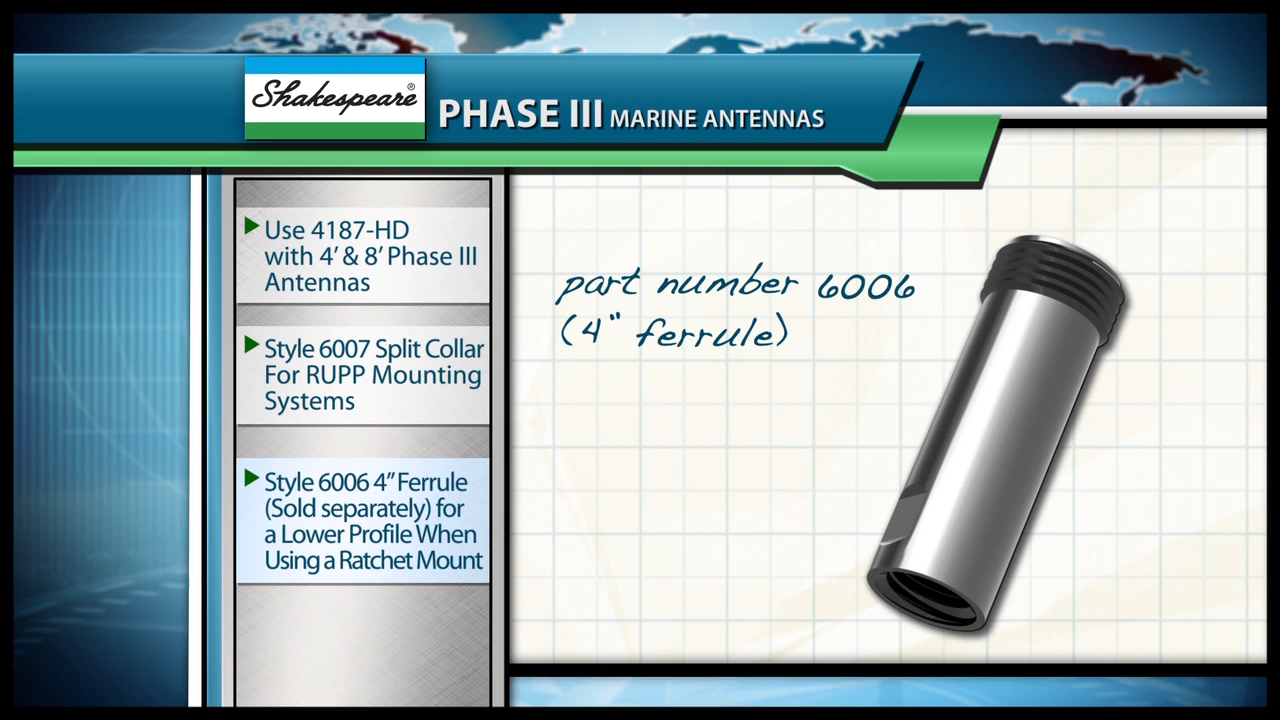 Shakespeare®
PHASE III MARINE ANTENNAS
Use 4187-HD
with 4' & 8' Phase III
Antennas
Style 6007 Split Collar
For RUPP Mounting
Systems
Style 6006 4" Ferrule
(Sold separately) for
a Lower Profile When
Using a Ratchet Mount
part number 6006
(4" ferrule)